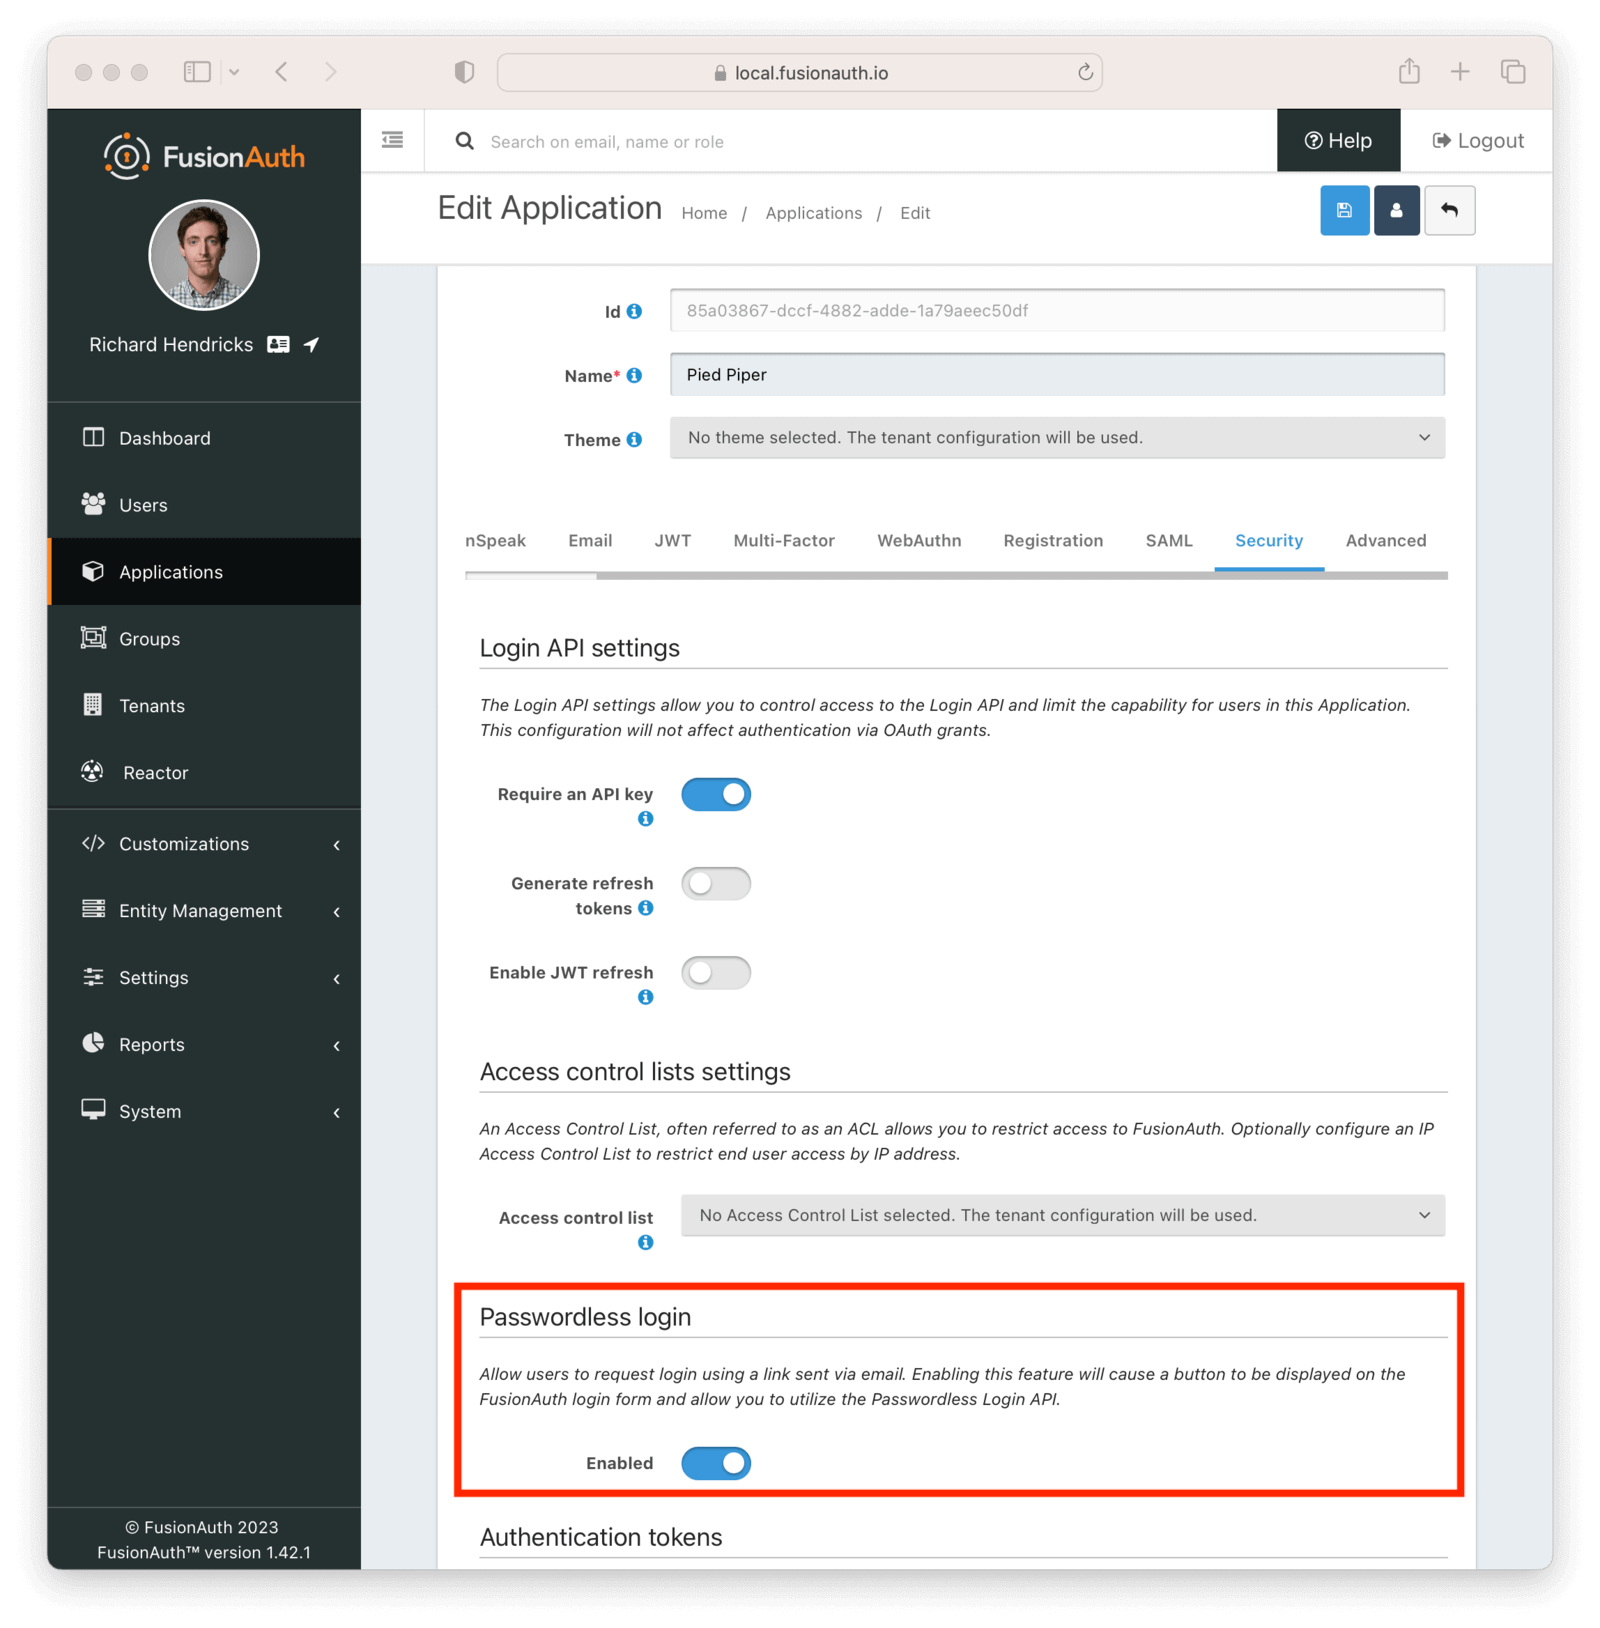 local.fusionauth.io
FusionAuth
Search on email, name or role
Help
Logout
Edit Application
Home / Applications / Edit
Richard Hendricks
Dashboard
Users
Applications
Groups
Tenants
Reactor
Customizations
Entity Management
Settings
Reports
System
© FusionAuth 2023
FusionAuth™ version 1.42.1
Id
85a03867-dccf-4882-adde-1a79aeec50df
Name*
Pied Piper
Theme
No theme selected. The tenant configuration will be used.
nSpeak Email JWT Multi-Factor WebAuthn Registration SAML Security Advanced
Login API settings
The Login API settings allow you to control access to the Login API and limit the capability for users in this Application.
This configuration will not affect authentication via OAuth grants.
Require an API key
Generate refresh
tokens
Enable JWT refresh
Access control lists settings
An Access Control List, often referred to as an ACL allows you to restrict access to FusionAuth. Optionally configure an IP
Access Control List to restrict end user access by IP address.
Access control list
No Access Control List selected. The tenant configuration will be used.
Passwordless login
Allow users to request login using a link sent via email. Enabling this feature will cause a button to be displayed on the
FusionAuth login form and allow you to utilize the Passwordless Login API.
Enabled
Authentication tokens